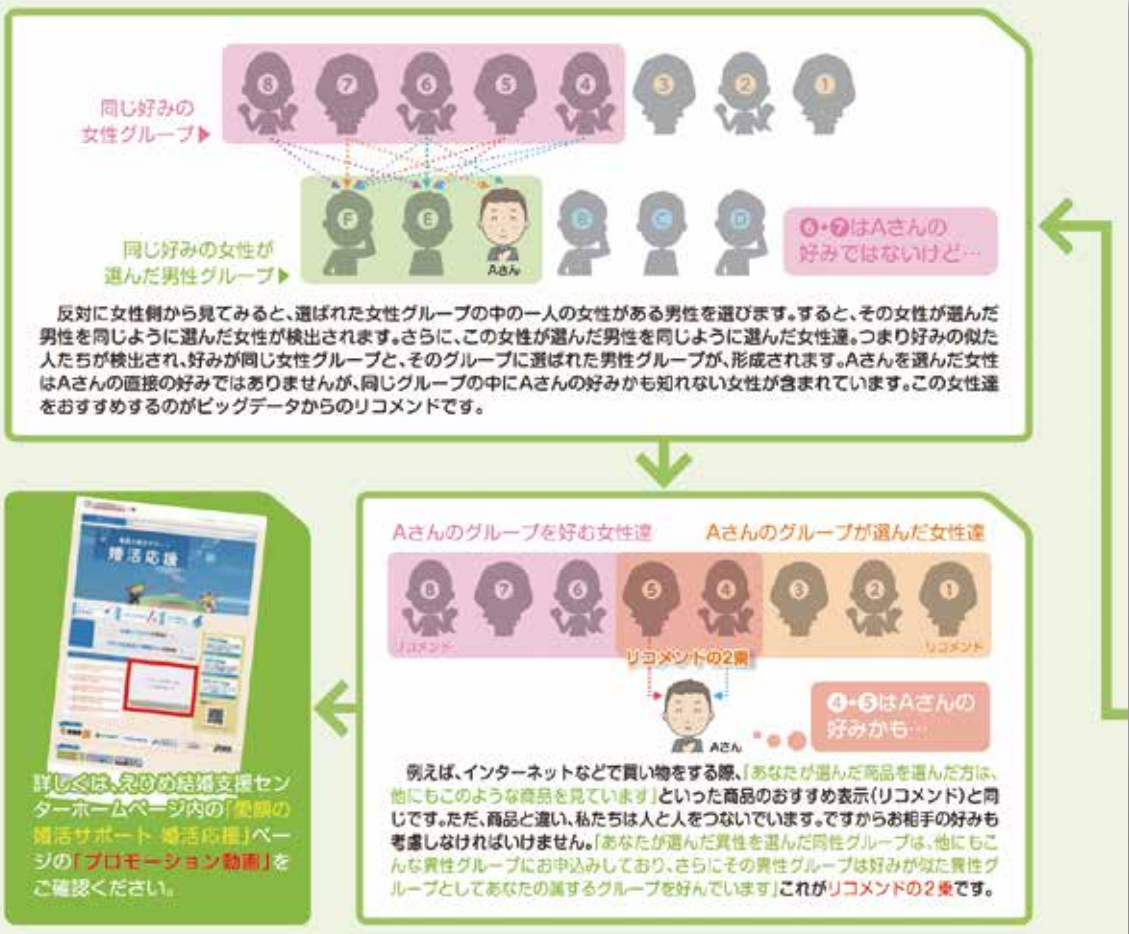 ❽ ❼ ❻ ❺ ❹ ③ ② ①
同じ好みの
女性グループ▶
F E B C D
Aさん
同じ好みの女性が
選んだ男性グループ▶
❻・❼はAさんの
好みではないけど…
反対に女性側から見てみると、選ばれた女性グループの中の一人の女性がある男性を選びます。すると、その女性が選んだ
男性を同じように選んだ女性が検出されます。さらに、この女性が選んだ男性を同じように選んだ女性達。つまり好みの似た
人たちが検出され、好みが同じ女性グループと、そのグループに選ばれた男性グループが、形成されます。Aさんを選んだ女性
はAさんの直接の好みではありませんが、同じグループの中にAさんの好みかも知れない女性が含まれています。この女性達
をおすすめするのがビッグデータからのリコメンドです。
Aさんのグループを好む女性達
Aさんのグループが選んだ女性達
❽ ❼ ❻ ❺ ❹ ③ ② ①
リコメンド
リコメンドの2乗
リコメンド
Aさん
❹・❺はAさんの
好みかも…
例えば、インターネットなどで買い物をする際、「あなたが選んだ商品を選んだ方は、
他にもこのような商品を見ています」といった商品のおすすめ表示(リコメンド)と同
じです。ただ、商品と違い、私たちは人と人をつないでいます。ですからお相手の好みも
考慮しなければいけません。「あなたが選んだ異性を選んだ同性グループは、他にもこ
んな異性グループにお申込みしており、さらにその異性グループは好みが似た異性グ
ループとしてあなたの属するグループを好んでいます」これがリコメンドの2乗です。
婚活応援
詳しくは、えひめ結婚支援セン
ターホームページ内の「愛顔の
婚活サポート 婚活応援」ペー
ジの「プロモーション動画」を
ご確認ください。